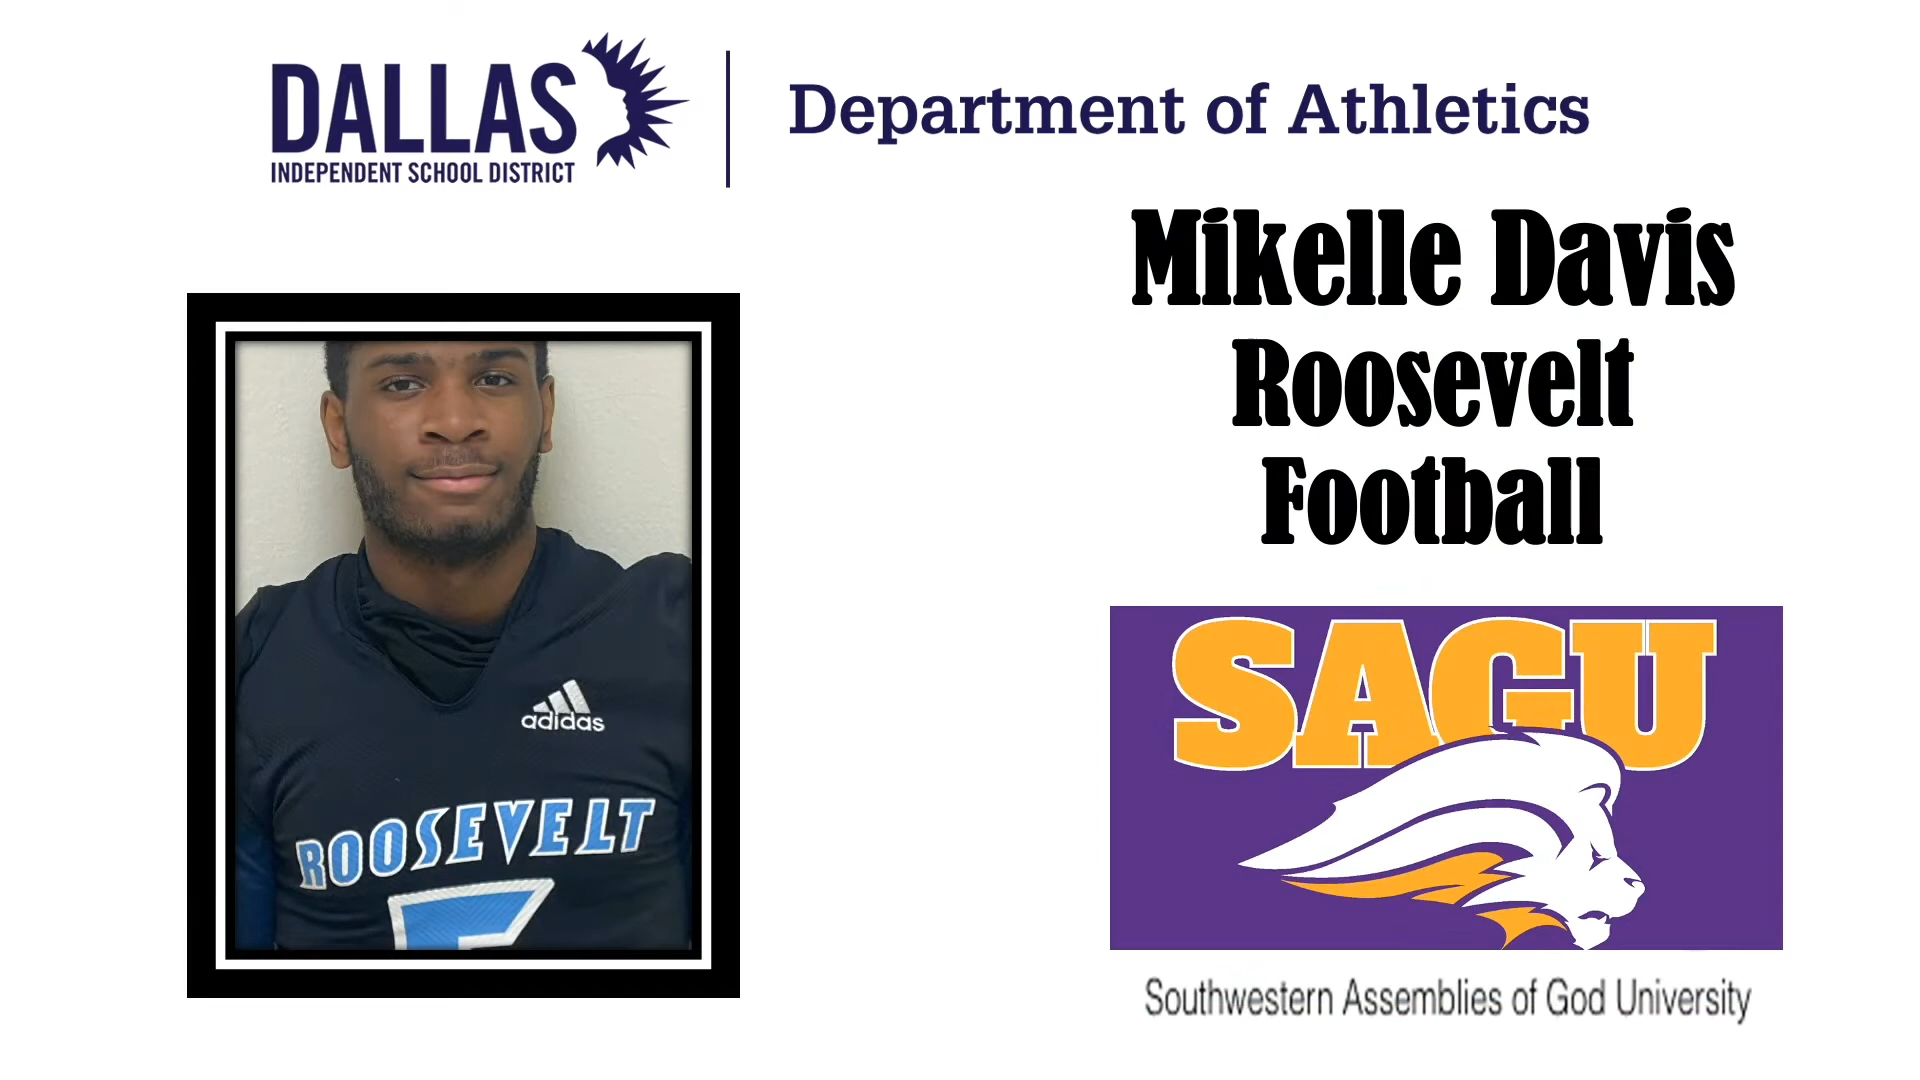 DALLAS
INDEPENDENT SCHOOL DISTRICT
Department of Athletics
Mikelle Davis
Roosevelt
Football
adidas
ROOSEVELT
SAGU
Southwestern Assemblies of God University